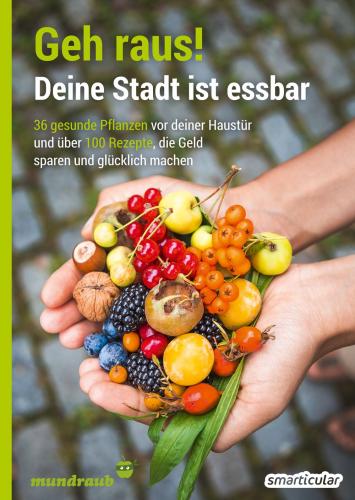 Geh raus!
Deine Stadt ist essbar
36 gesunde Pflanzen vor deiner Haustür
und über 100 Rezepte, die Geld
sparen und glücklich machen
mundraub
smarticular